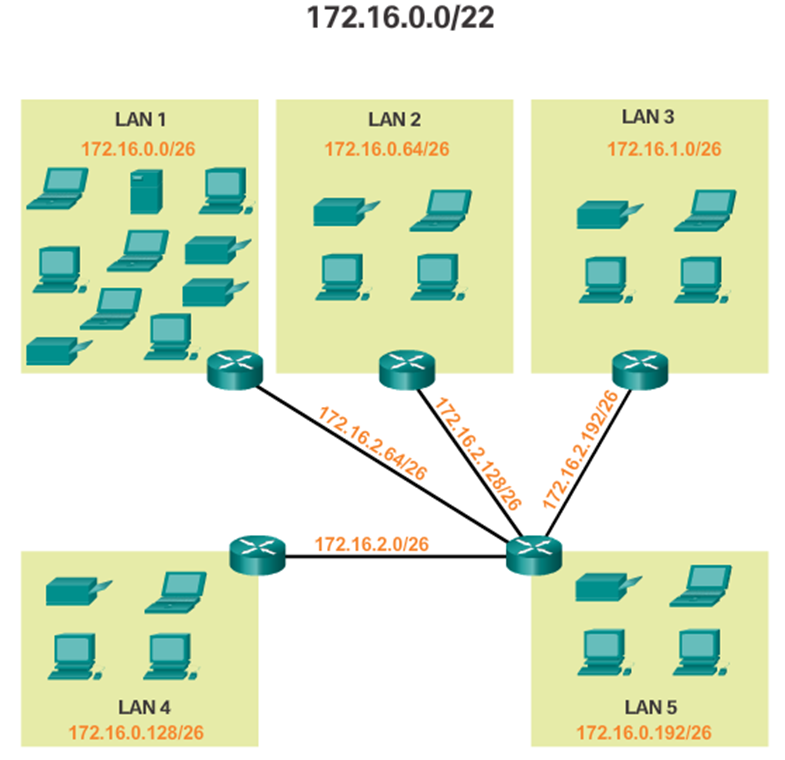 172.16.0.0/22
LAN 1
172.16.0.0/26
LAN 2
172.16.0.64/26
LAN 3
172.16.1.0/26
172.16.2.64/26
172.16.2.128/26
172.16.2.192/26
172.16.2.0/26
LAN 4
172.16.0.128/26
LAN 5
172.16.0.192/26